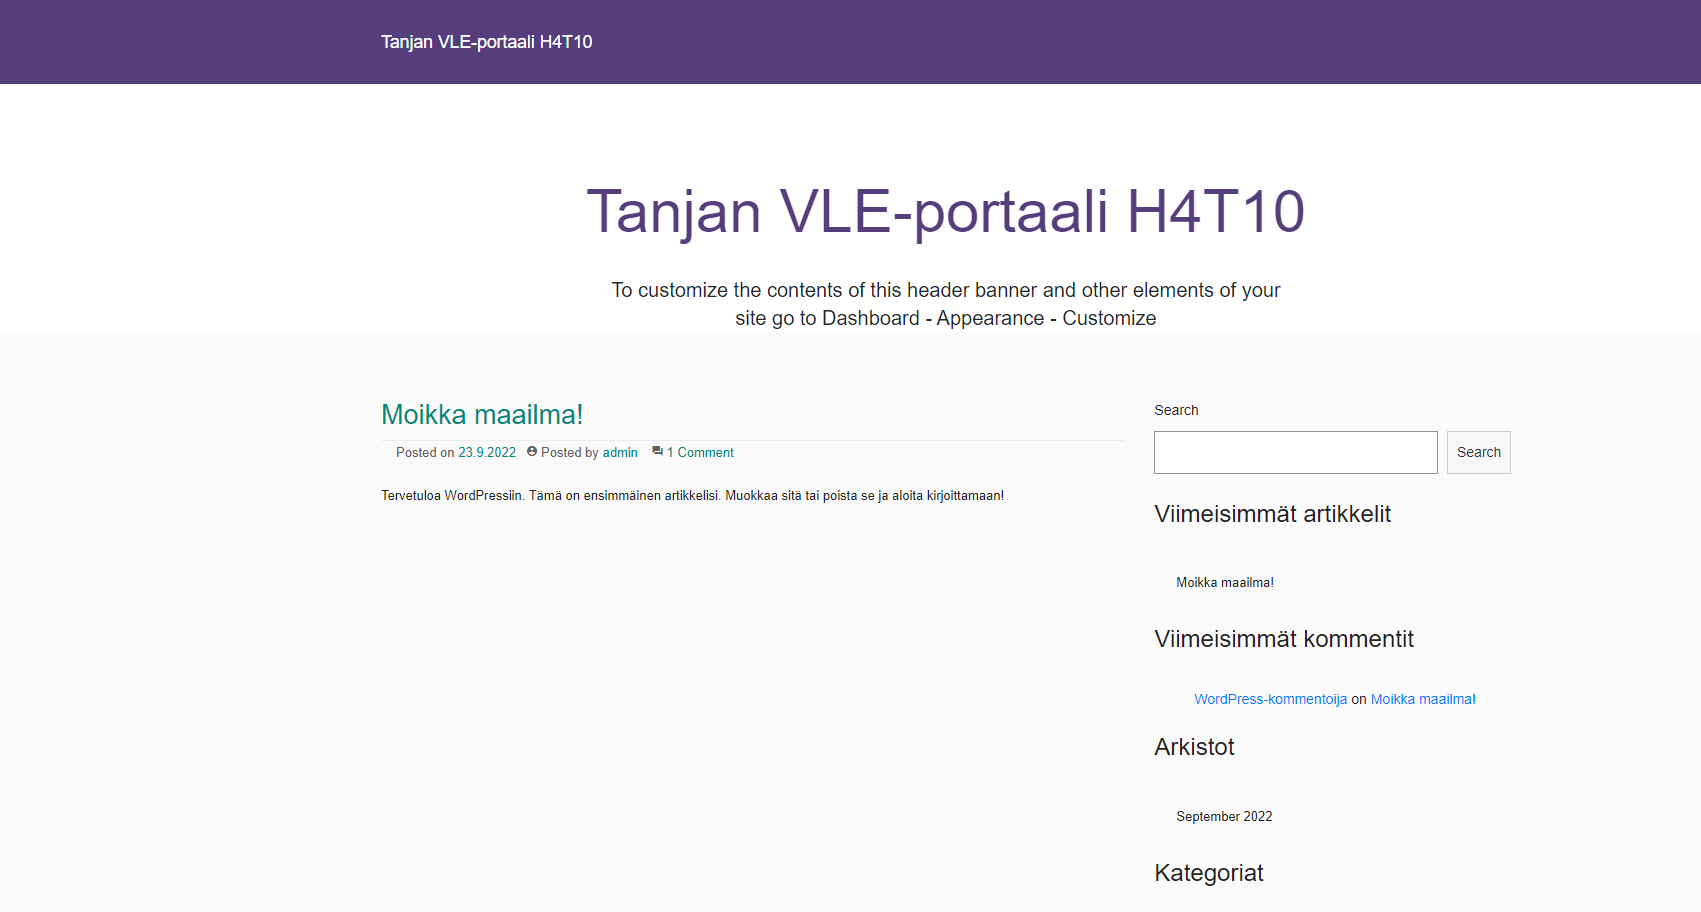 Tanjan VLE-portaali H4T10
Tanjan VLE-portaali H4T10
To customize the contents of this header banner and other elements of your
site go to Dashboard - Appearance - Customize
Moikka maailma!
Posted on 23.9.2022 Posted by admin 1 Comment
Tervetuloa WordPressiin. Tämä on ensimmäinen artikkelisi. Muokkaa sitä tai poista se ja aloita kirjoittamaan!
Search
Search
Viimeisimmät artikkelit
Moikka maailma!
Viimeisimmät kommentit
WordPress-kommentoija on Moikka maailma!
Arkistot
September 2022
Kategoriat